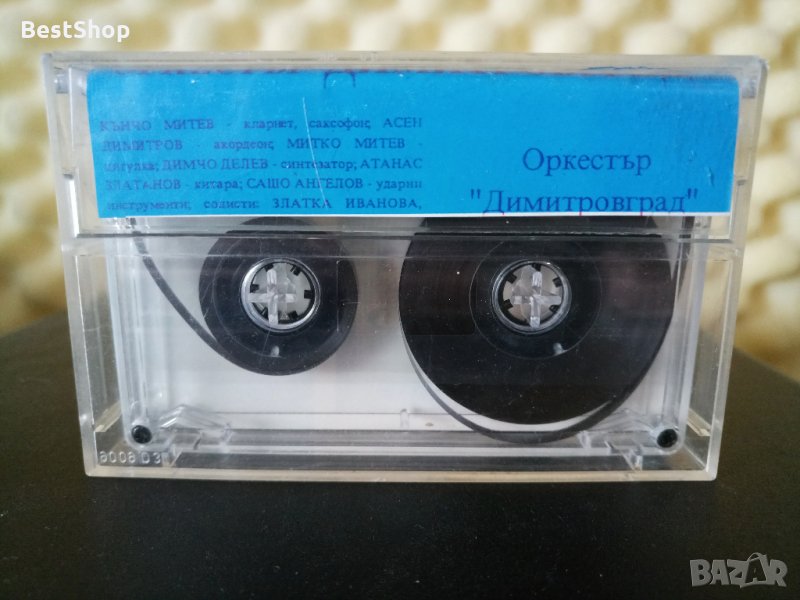 BestShop
КЪНЧО МИТЕВ - кларнет, саксофон; АСЕН
ДИМИТРОВ - акордеон; МИТКО МИТЕВ -
цигулка; ДИМЧО ДЕЛЕВ - синтезатор; АТАНАС
ЗЛАТАНОВ - китара; САШО АНГЕЛОВ - ударни
инструменти; солисти: ЗЛАТКА ИВАНОВА,
Оркестър
"Димитровград"
BAZAR